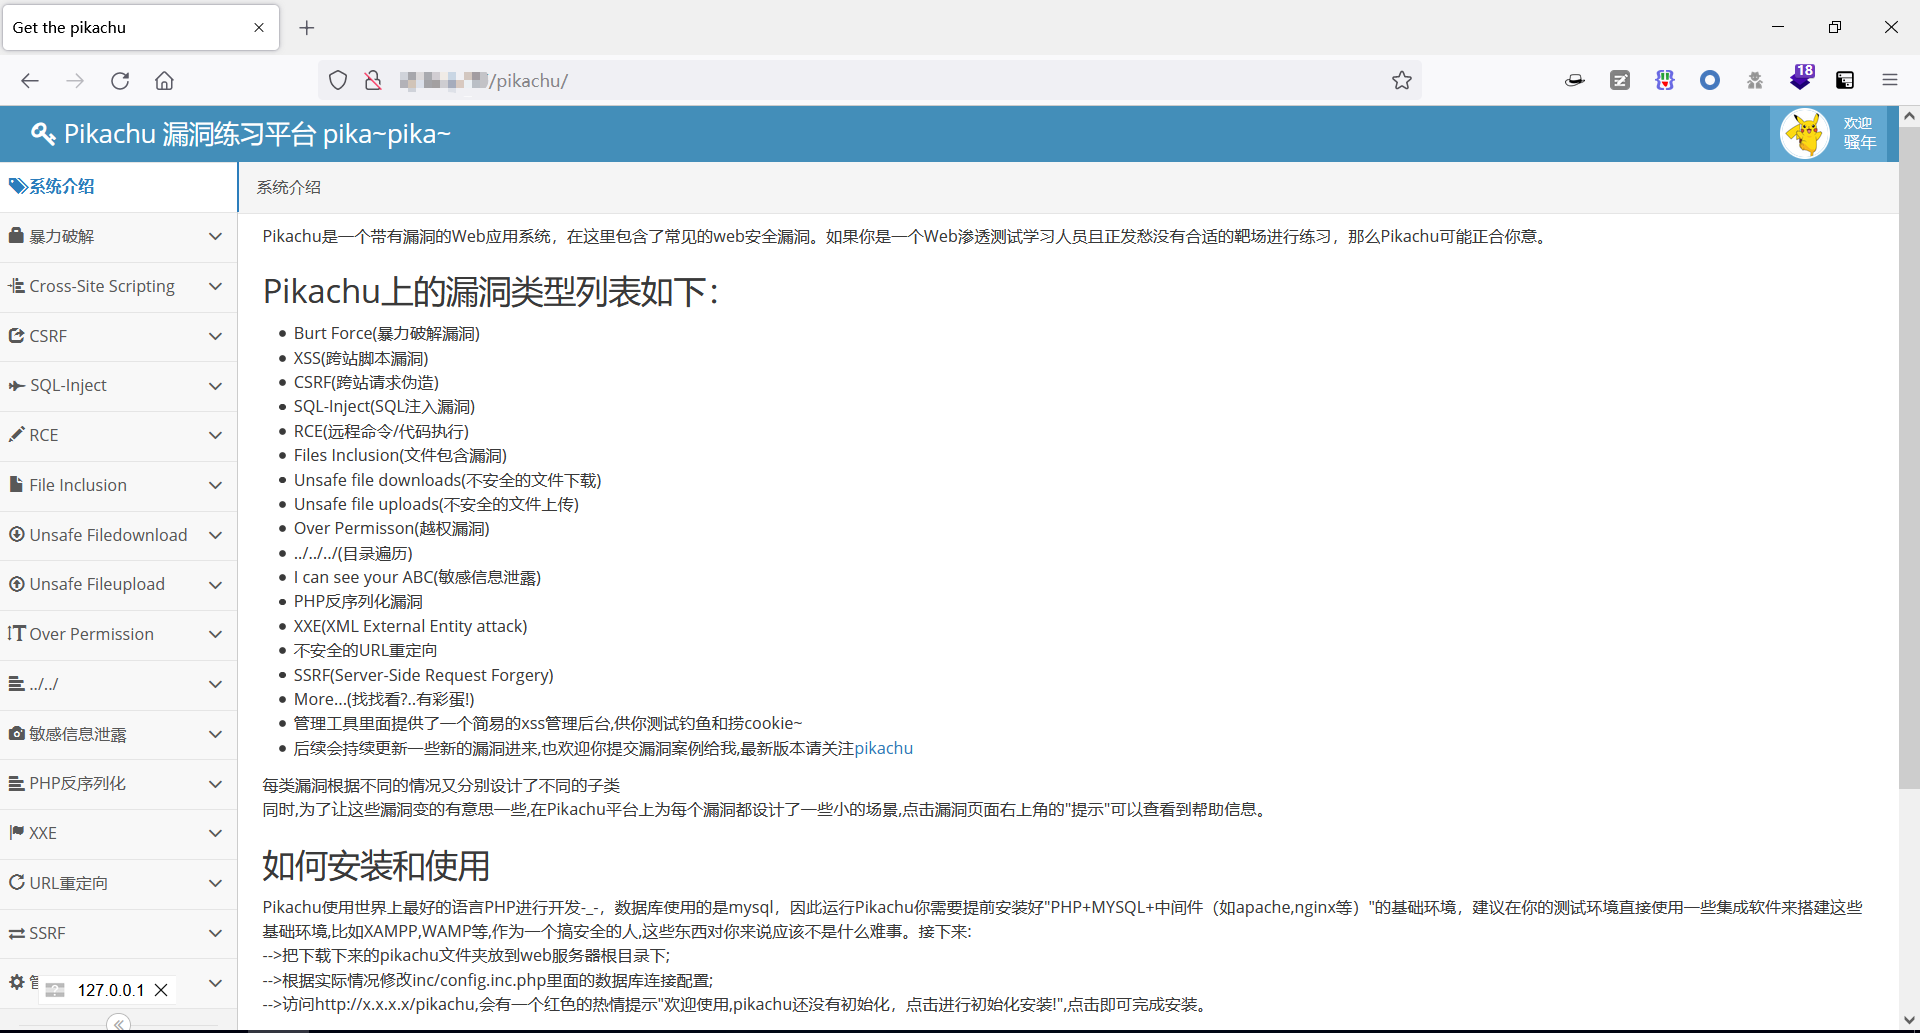 Get the pikachu
/pikachu/
18
Pikachu 漏洞练习平台 pika~pika~
欢迎
骚年
系统介绍
暴力破解
Cross-Site Scripting
CSRF
SQL-Inject
RCE
File Inclusion
Unsafe Filedownload
Unsafe Fileupload
Over Permission
../../
敏感信息泄露
PHP反序列化
XXE
URL重定向
SSRF
127.0.0.1
系统介绍
Pikachu是一个带有漏洞的Web应用系统，在这里包含了常见的web安全漏洞。如果你是一个Web渗透测试学习人员且正发愁没有合适的靶场进行练习，那么Pikachu可能正合你意。
Pikachu上的漏洞类型列表如下：
Burt Force(暴力破解漏洞)
XSS(跨站脚本漏洞)
CSRF(跨站请求伪造)
SQL-Inject(SQL注入漏洞)
RCE(远程命令/代码执行)
Files Inclusion(文件包含漏洞)
Unsafe file downloads(不安全的文件下载)
Unsafe file uploads(不安全的文件上传)
Over Permisson(越权漏洞)
../../../(目录遍历)
I can see your ABC(敏感信息泄露)
PHP反序列化漏洞
XXE(XML External Entity attack)
不安全的URL重定向
SSRF(Server-Side Request Forgery)
More...(找找看?..有彩蛋!)
管理工具里面提供了一个简易的xss管理后台,供你测试钓鱼和捞cookie~
后续会持续更新一些新的漏洞进来,也欢迎你提交漏洞案例给我,最新版本请关注pikachu
每类漏洞根据不同的情况又分别设计了不同的子类
同时,为了让这些漏洞变的有意思一些,在Pikachu平台上为每个漏洞都设计了一些小的场景,点击漏洞页面右上角的"提示"可以查看到帮助信息。
如何安装和使用
Pikachu使用世界上最好的语言PHP进行开发-_-，数据库使用的是mysql，因此运行Pikachu你需要提前安装好"PHP+MYSQL+中间件（如apache,nginx等）"的基础环境，建议在你的测试环境直接使用一些集成软件来搭建这些
基础环境,比如XAMPP,WAMP等,作为一个搞安全的人,这些东西对你来说应该不是什么难事。接下来:
-->把下载下来的pikachu文件夹放到web服务器根目录下;
-->根据实际情况修改inc/config.inc.php里面的数据库连接配置;
-->访问http://x.x.x.x/pikachu,会有一个红色的热情提示"欢迎使用,pikachu还没有初始化，点击进行初始化安装!",点击即可完成安装。